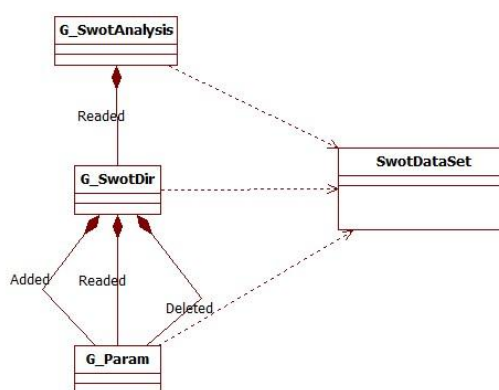 G_SwotAnalysis
Readed
SwotDataSet
G_SwotDir
Added
Readed
Deleted
G_Param